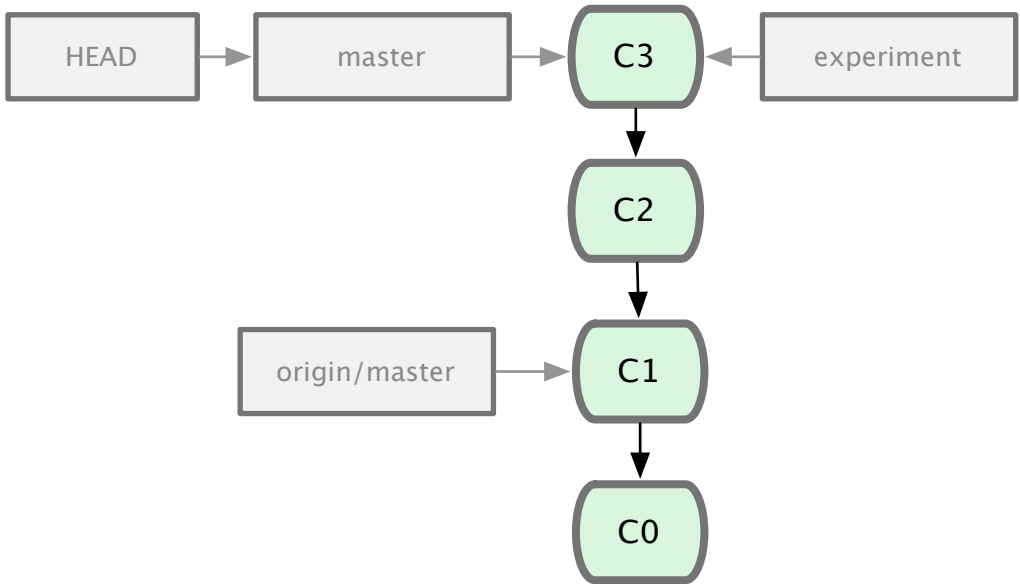 HEAD
master
C3
experiment
C2
origin/master
C1
C0